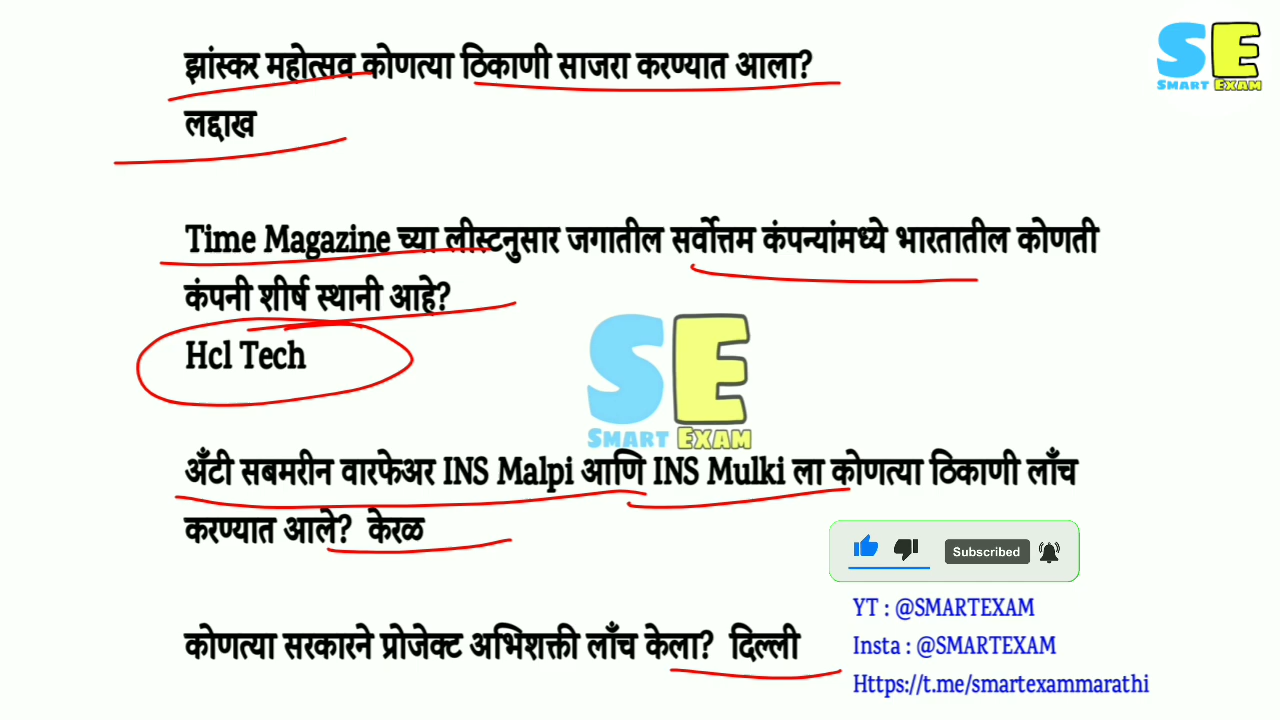 झांस्कर महोत्सव कोणत्या ठिकाणी साजरा करण्यात आला?
लद्दाख
SE
SMART EXAM
Time Magazine च्या लीस्टनुसार जगातील सर्वोत्तम कंपन्यांमध्ये भारतातील कोणती
कंपनी शीर्ष स्थानी आहे?
Hcl Tech
SE
SMART EXAM
अँटी सबमरीन वारफेअर INS Malpi आणि INS Mulki ला कोणत्या ठिकाणी लाँच
करण्यात आले? केरळ
Subscribed
YT : @SMARTEXAM
Insta : @SMARTEXAM
कोणत्या सरकारने प्रोजेक्ट अभिशक्ती लाँच केला? दिल्ली
Https://t.me/smartexammarathi